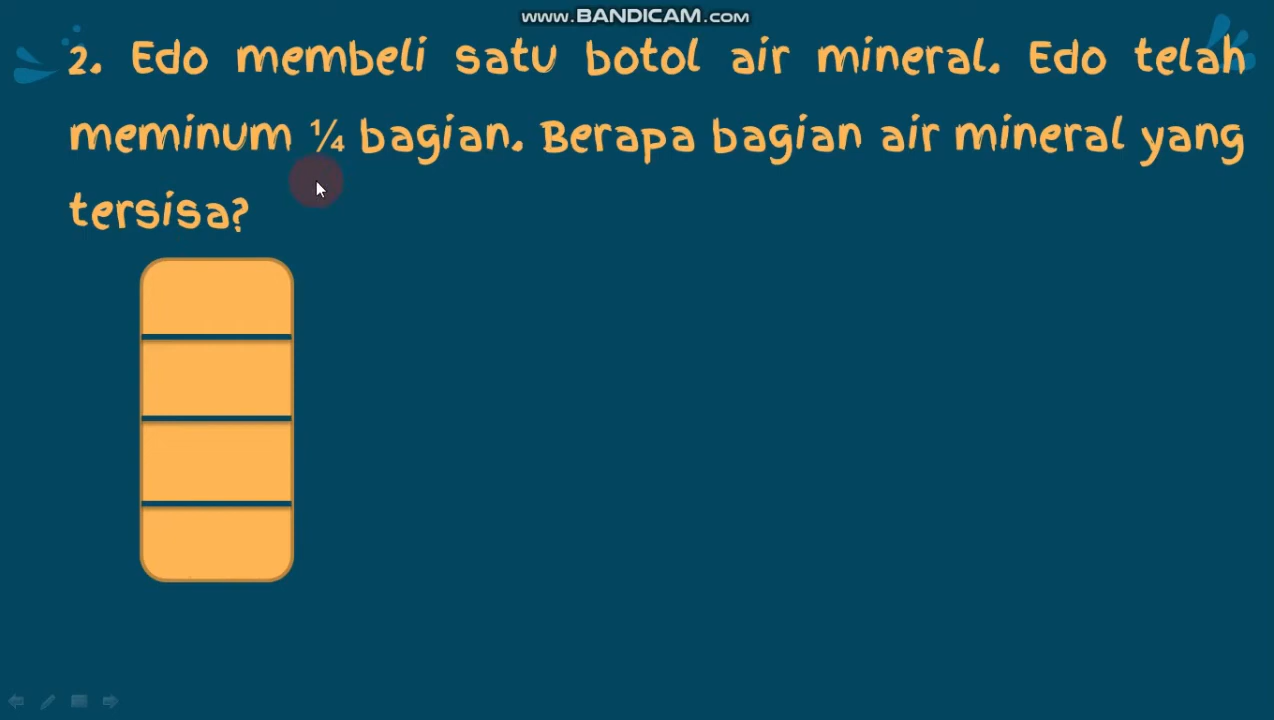 www.BANDICAM.com
2. Edo membeli satu botol air mineral. Edo telah
meminum ¼ bagian. Berapa bagian air mineral yang
tersisa?